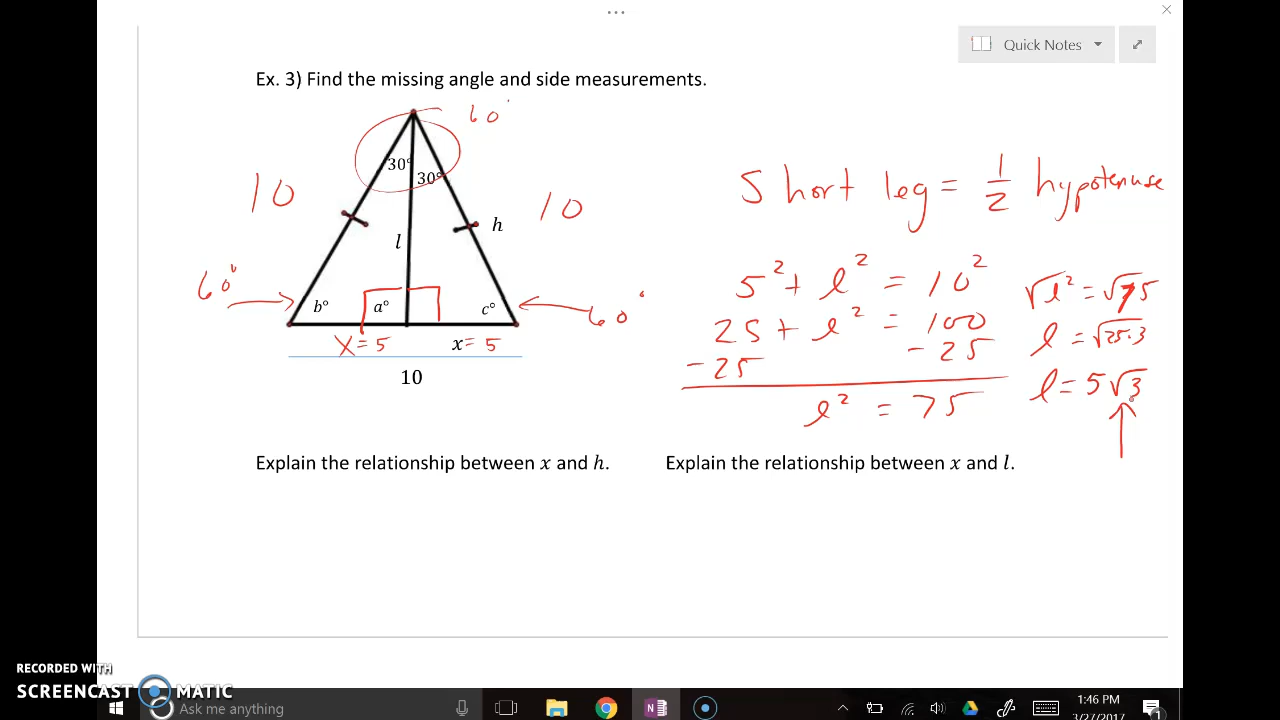 Quick Notes
Ex. 3) Find the missing angle and side measurements.
60°
30°
30°
10
10
h
l
60°
b°
a°
c°
60°
x = 5
x = 5
10
Short leg = 1/2 hypotenuse
5² + l² = 10²
25 + l² = 100
-25 -25
l² = 75
√l² = √75
l = √25·3
l = 5√3
Explain the relationship between x and h.
Explain the relationship between x and l.
RECORDED WITH
SCREENCAST MATIC
Ask me anything
1:46 PM
3/27/2017